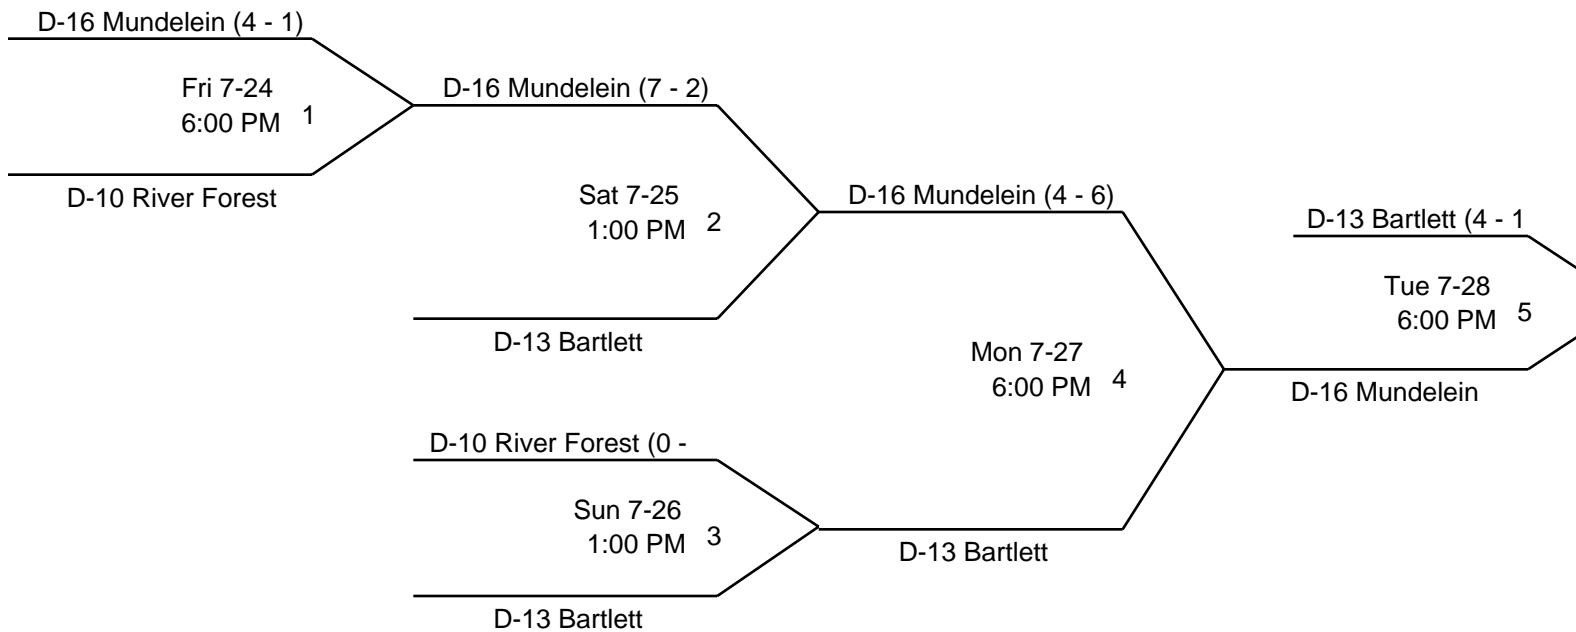 D-16 Mundelein (4 - 1)
Fri 7-24
6:00 PM
1
D-10 River Forest
D-16 Mundelein (7 - 2)
Sat 7-25
1:00 PM
2
D-13 Bartlett
D-10 River Forest (0 -
Sun 7-26
1:00 PM
3
D-13 Bartlett
D-16 Mundelein (4 - 6)
Mon 7-27
6:00 PM
4
D-13 Bartlett
D-13 Bartlett (4 - 1
Tue 7-28
6:00 PM
5
D-16 Mundelein